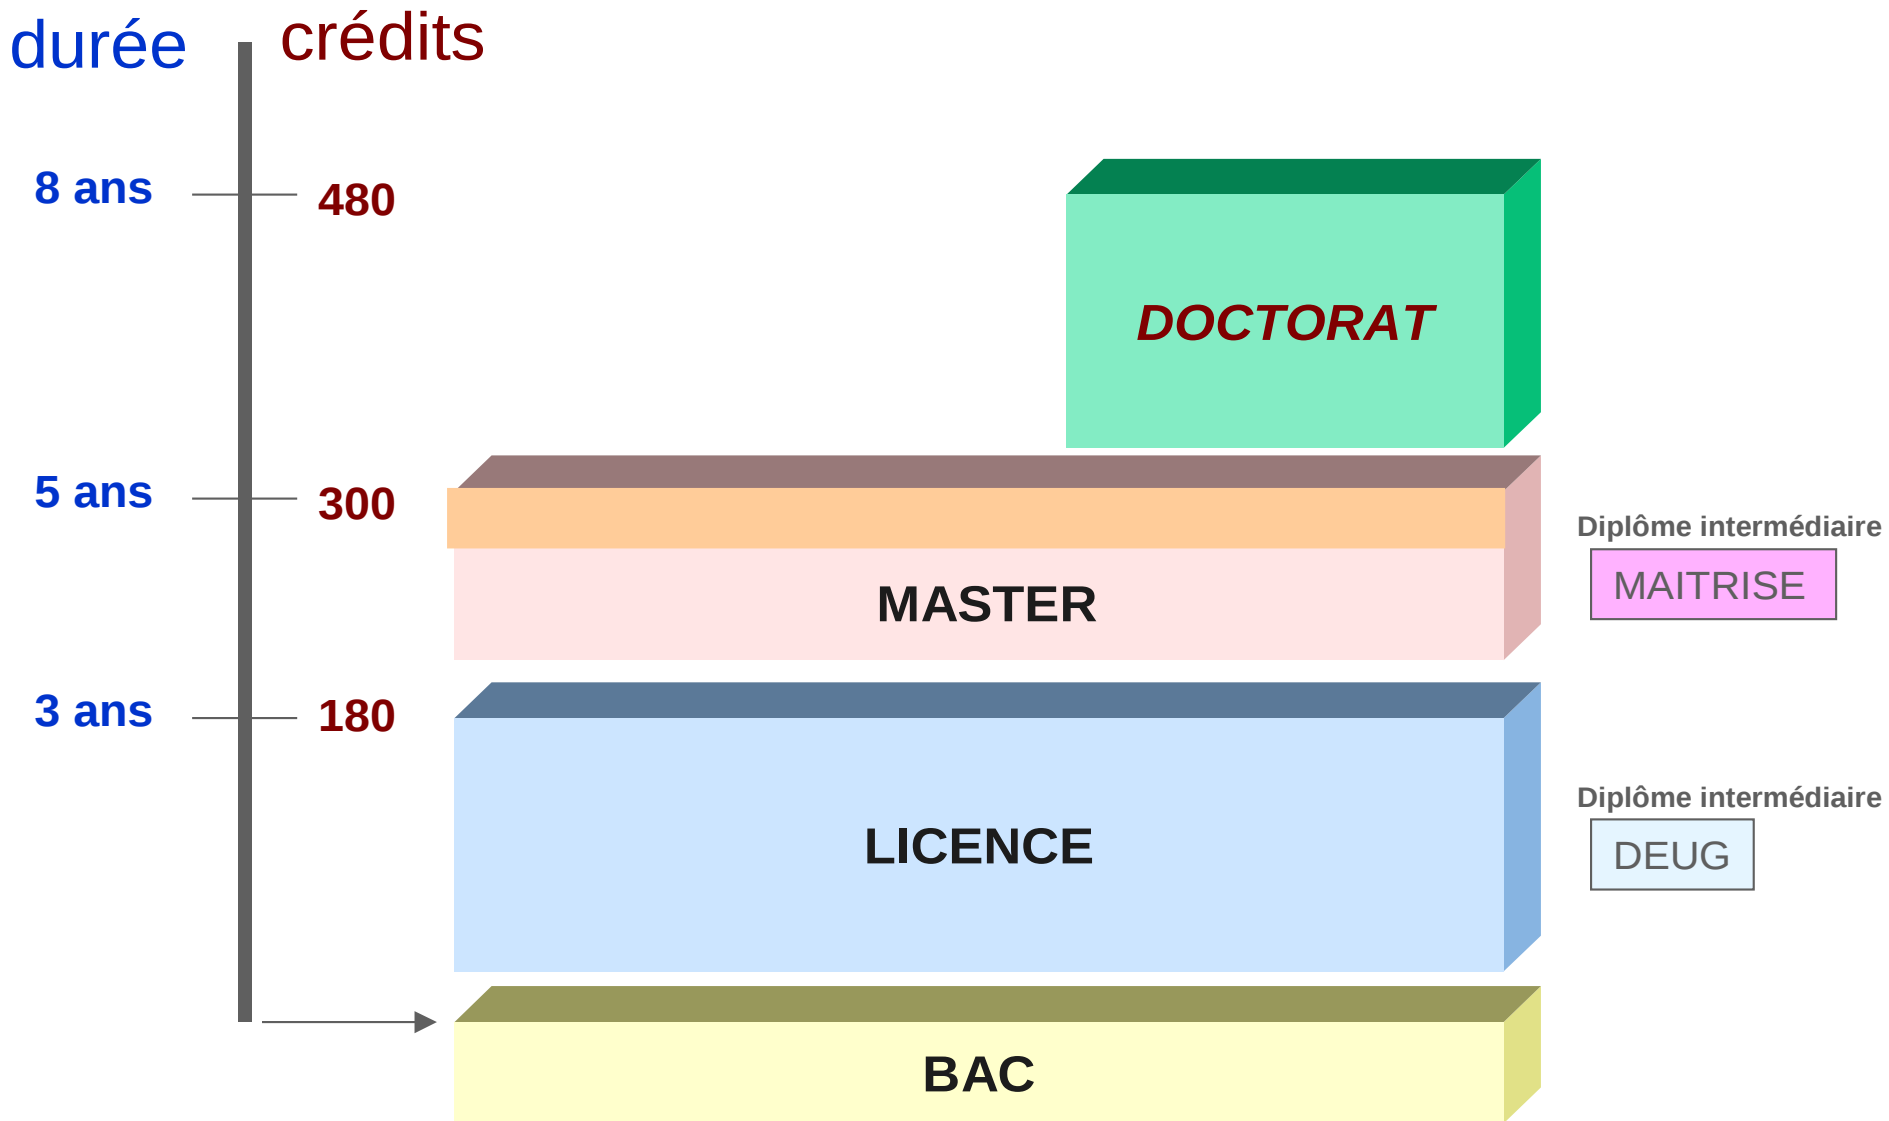 durée
crédits
8 ans
480
DOCTORAT
5 ans
300
Diplôme intermédiaire
MAITRISE
MASTER
3 ans
180
Diplôme intermédiaire
DEUG
LICENCE
BAC